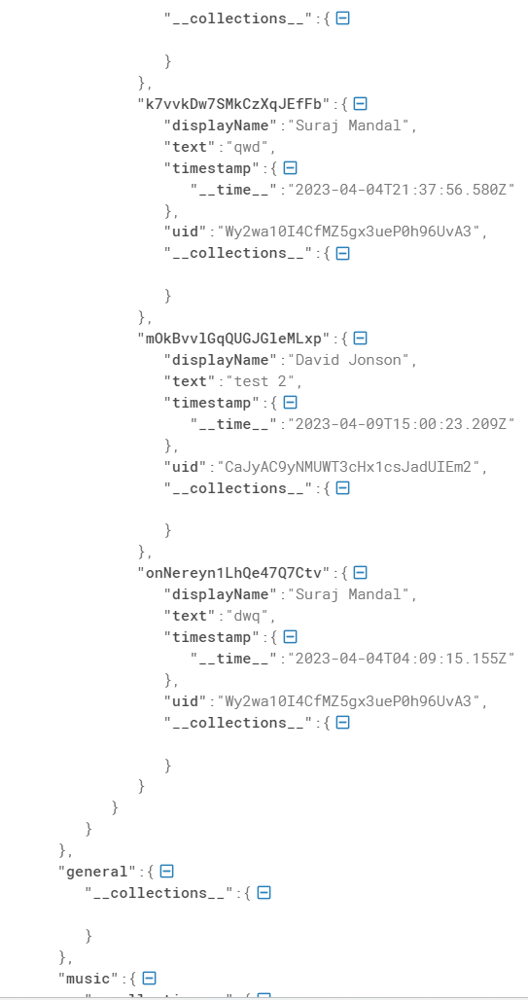 "__collections__":{
}
},
"k7vvkDw7SMkCzXqJEfFb":{
"displayName":"Suraj Mandal",
"text":"qwd",
"timestamp":{
"__time__":"2023-04-04T21:37:56.580Z"
},
"uid":"Wy2wa10I4CfMZ5gx3ueP0h96UvA3",
"__collections__":{
}
},
"mOkBvvlGqQUGJGleMLxp":{
"displayName":"David Jonson",
"text":"test 2",
"timestamp":{
"__time__":"2023-04-09T15:00:23.209Z"
},
"uid":"CaJyAC9yNMUWT3cHx1csJadUIEm2",
"__collections__":{
}
},
"onNereyn1LhQe47Q7Ctv":{
"displayName":"Suraj Mandal",
"text":"dwq",
"timestamp":{
"__time__":"2023-04-04T04:09:15.155Z"
},
"uid":"Wy2wa10I4CfMZ5gx3ueP0h96UvA3",
"__collections__":{
}
}
}
}
},
"general":{
"__collections__":{
}
},
"music":{